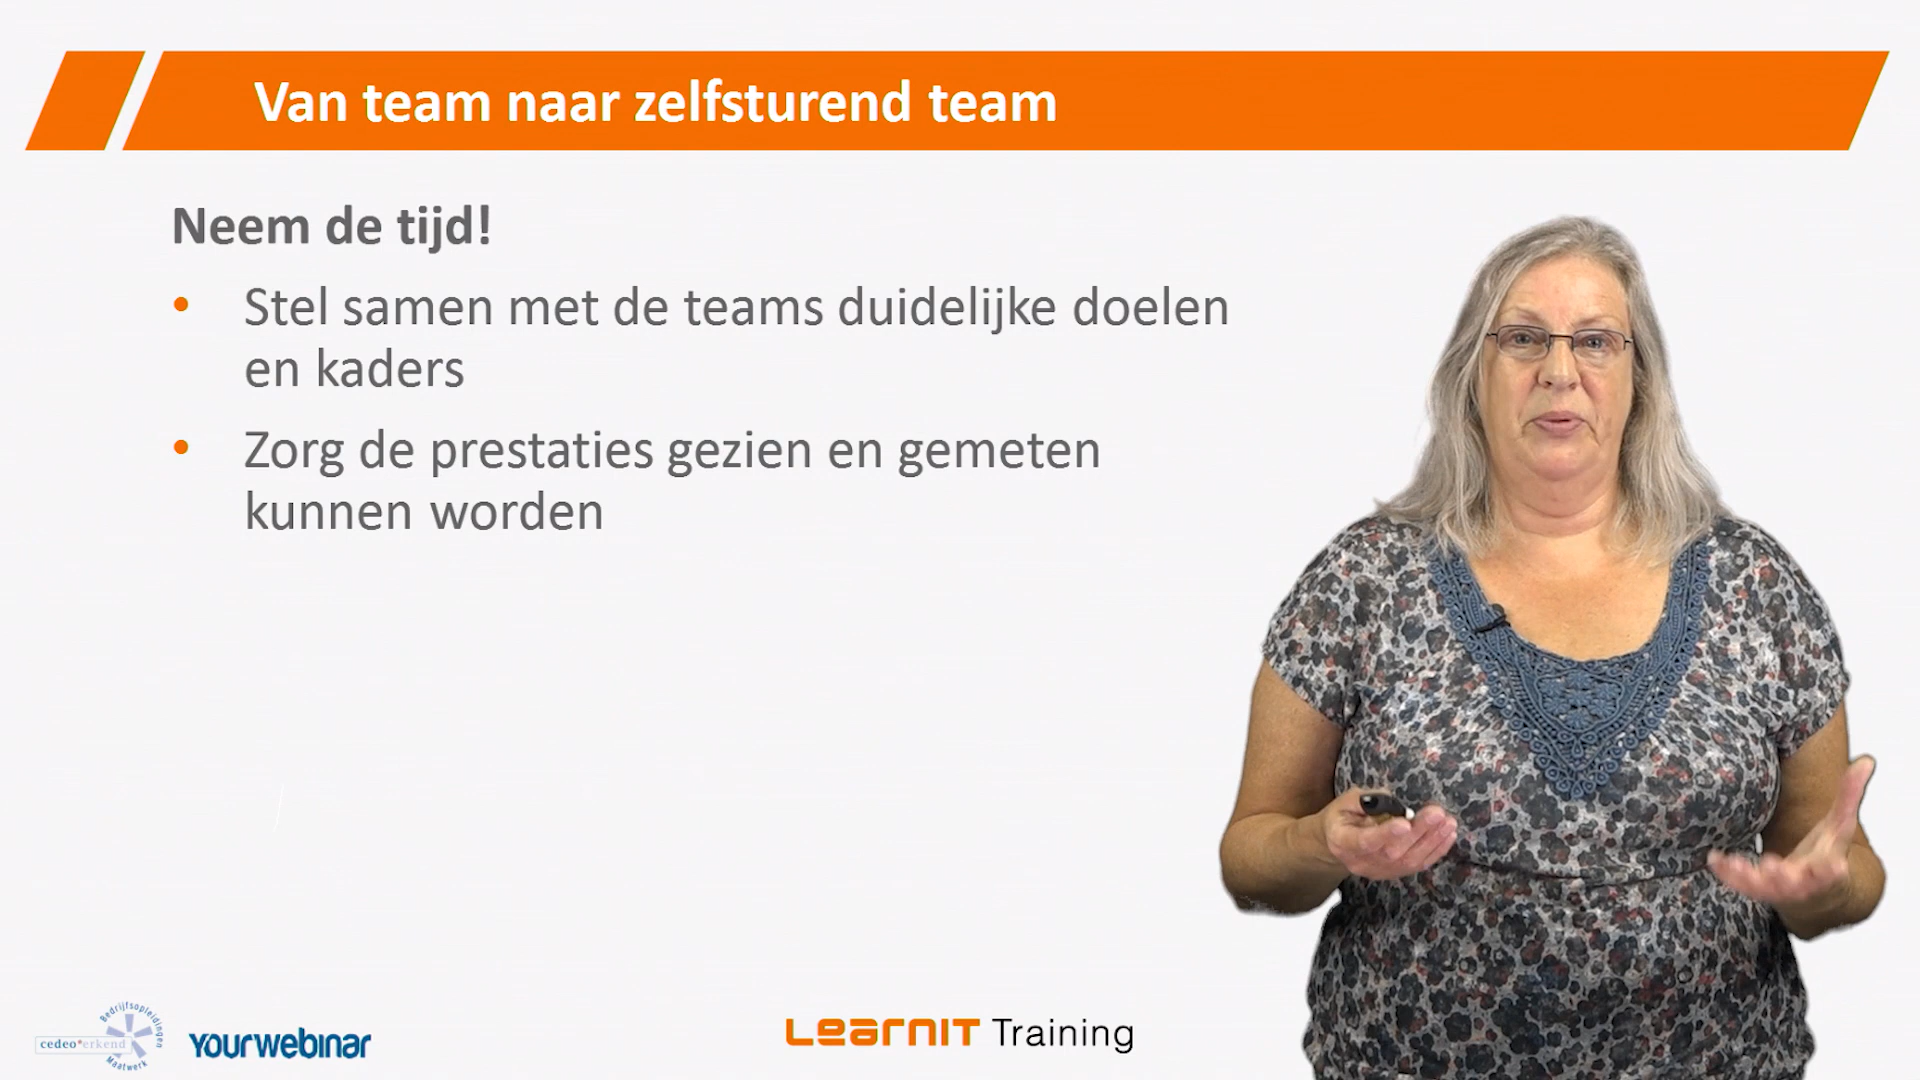 Van team naar zelfsturend team
Neem de tijd!
Stel samen met de teams duidelijke doelen
en kaders
Zorg de prestaties gezien en gemeten
kunnen worden
Bedrijfsopleidingen
cedeo*erkend
Maatwerk
YOURWEBINAR
LEARNIT Training